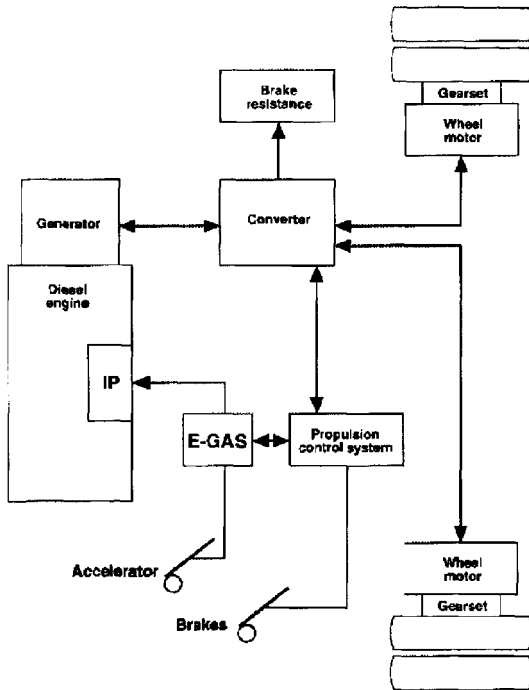 Gearset
Wheel
motor
Brake
resistance
Generator
Converter
Diesel
engine
IP
E-GAS
Propulsion
control system
Accelerator
Brakes
Wheel
motor
Gearset